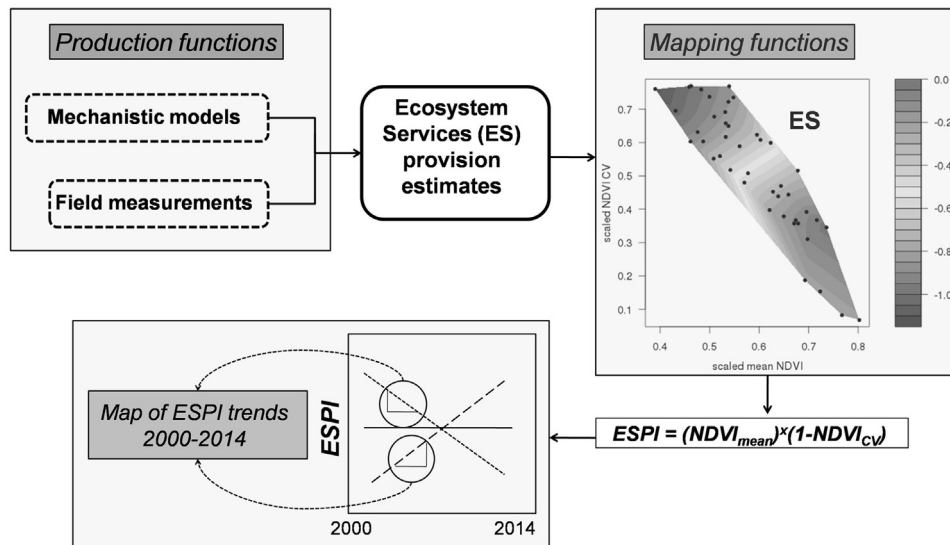 Production functions
Mechanistic models
Field measurements
Ecosystem
Services (ES)
provision
estimates
Mapping functions
ES
scaled NDVI CV
0.7
0.6
0.5
0.4
0.3
0.2
0.1
0.4
0.5
0.6
0.7
0.8
scaled mean NDVI
0.0
-0.2
-0.4
-0.6
-0.8
-1.0
ESPI = (NDVImean)x(1-NDVICV)
Map of ESPI trends
2000-2014
ESPI
2000
2014